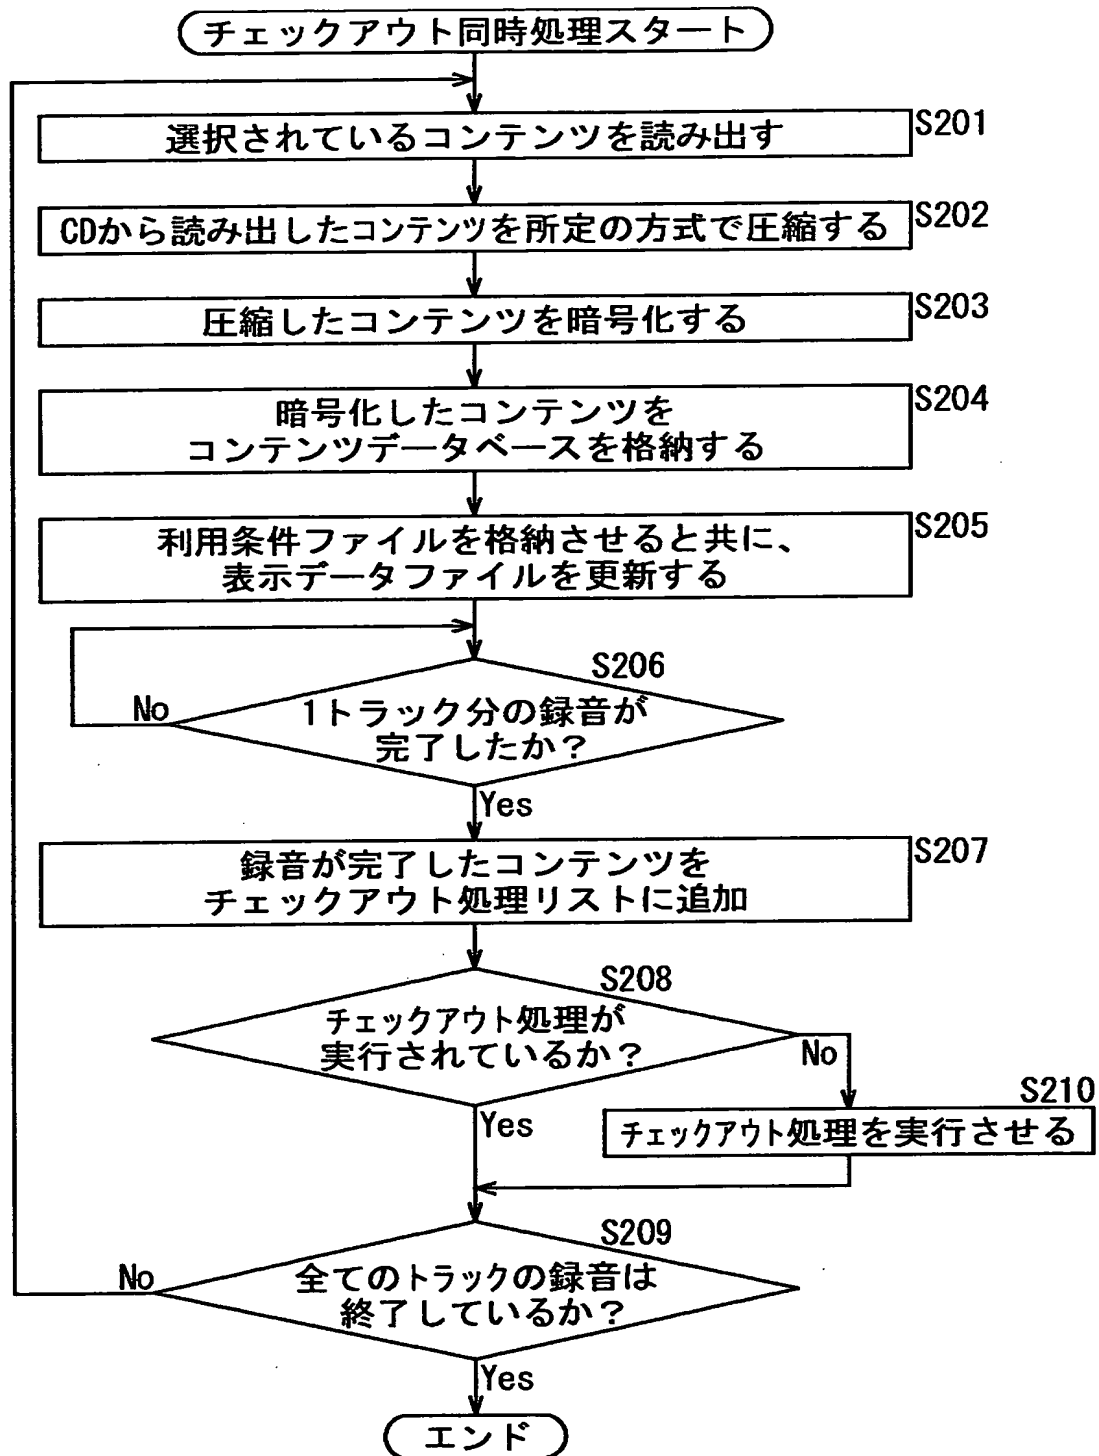 チェックアウト同時処理スタート
選択されているコンテンツを読み出す
S201
CDから読み出したコンテンツを所定の方式で圧縮する
S202
圧縮したコンテンツを暗号化する
S203
暗号化したコンテンツを
コンテンツデータベースを格納する
S204
利用条件ファイルを格納させると共に、
表示データファイルを更新する
S205
S206
1トラック分の録音が
完了したか？
No
Yes
録音が完了したコンテンツを
チェックアウト処理リストに追加
S207
S208
チェックアウト処理が
実行されているか？
No
Yes
S210
チェックアウト処理を実行させる
S209
全てのトラックの録音は
終了しているか？
No
Yes
エンド